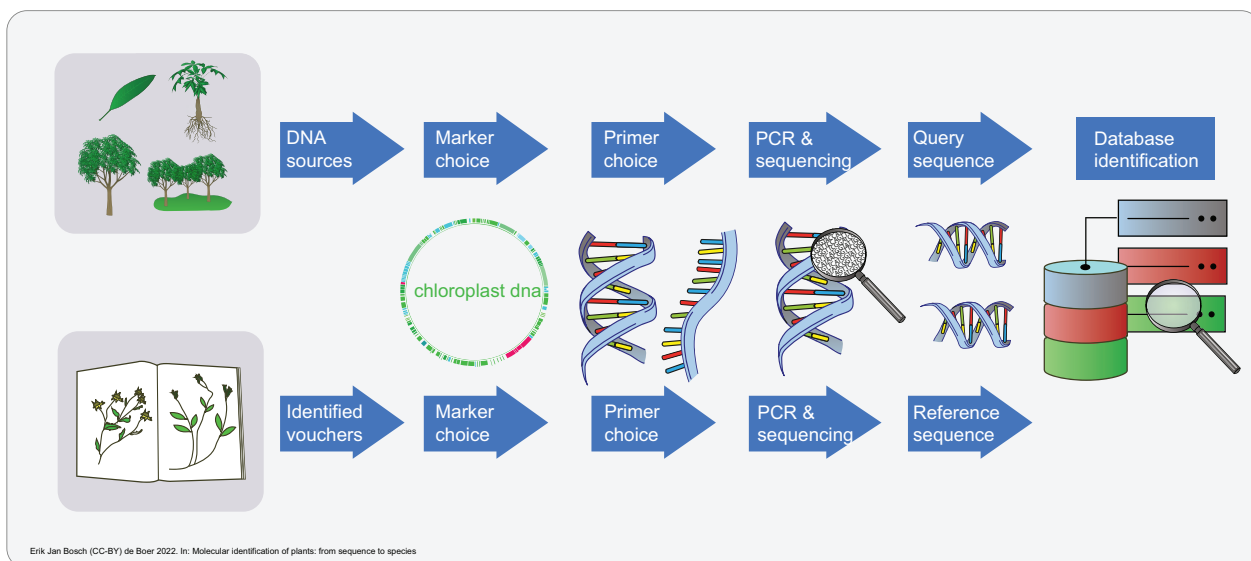 DNA
sources
Marker
choice
Primer
choice
PCR &
sequencing
Query
sequence
Database
identification
chloroplast dna
Identified
vouchers
Marker
choice
Primer
choice
PCR &
sequencing
Reference
sequence
Erik Jan Bosch (CC-BY) de Boer 2022. In: Molecular identification of plants: from sequence to species